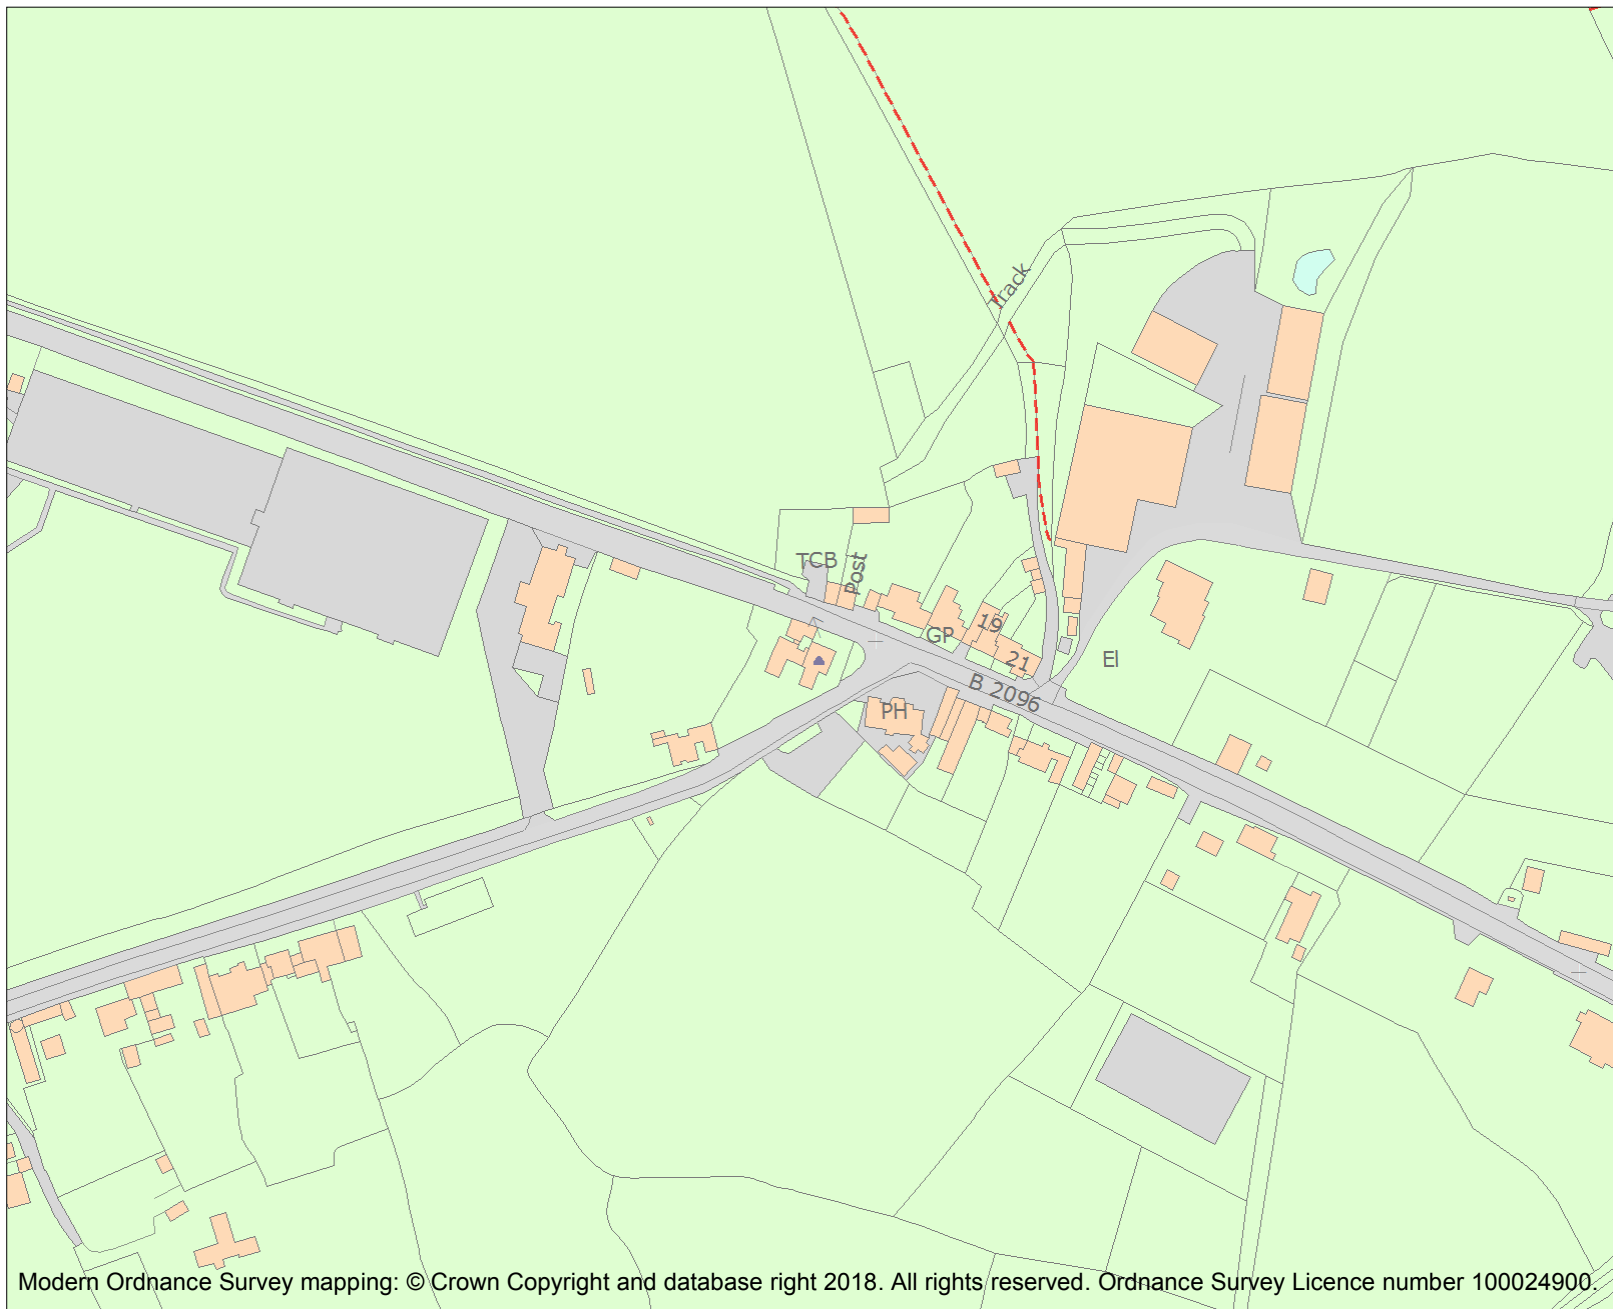 Track
TCB
Post
GP
19
21
El
B 2096
PH
Modern Ordnance Survey mapping: © Crown Copyright and database right 2018. All rights reserved. Ordnance Survey Licence number 100024900.